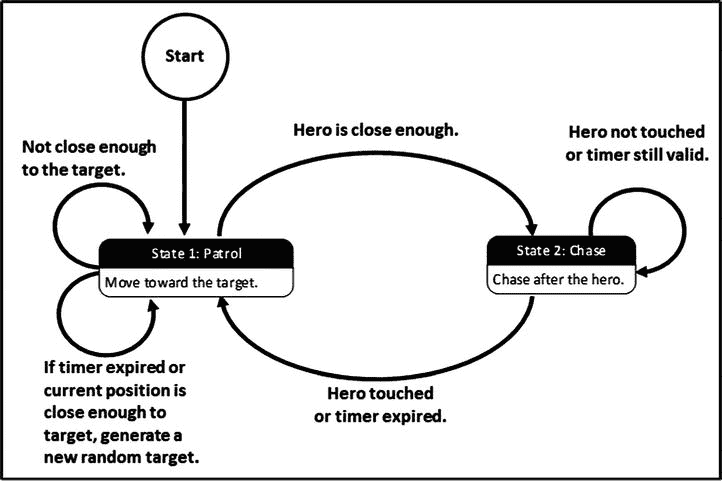 Start
Not close enough
to the target.
Hero is close enough.
Hero not touched
or timer still valid.
State 1: Patrol
Move toward the target.
State 2: Chase
Chase after the hero.
If timer expired or
current position is
close enough to
target, generate a
new random target.
Hero touched
or timer expired.